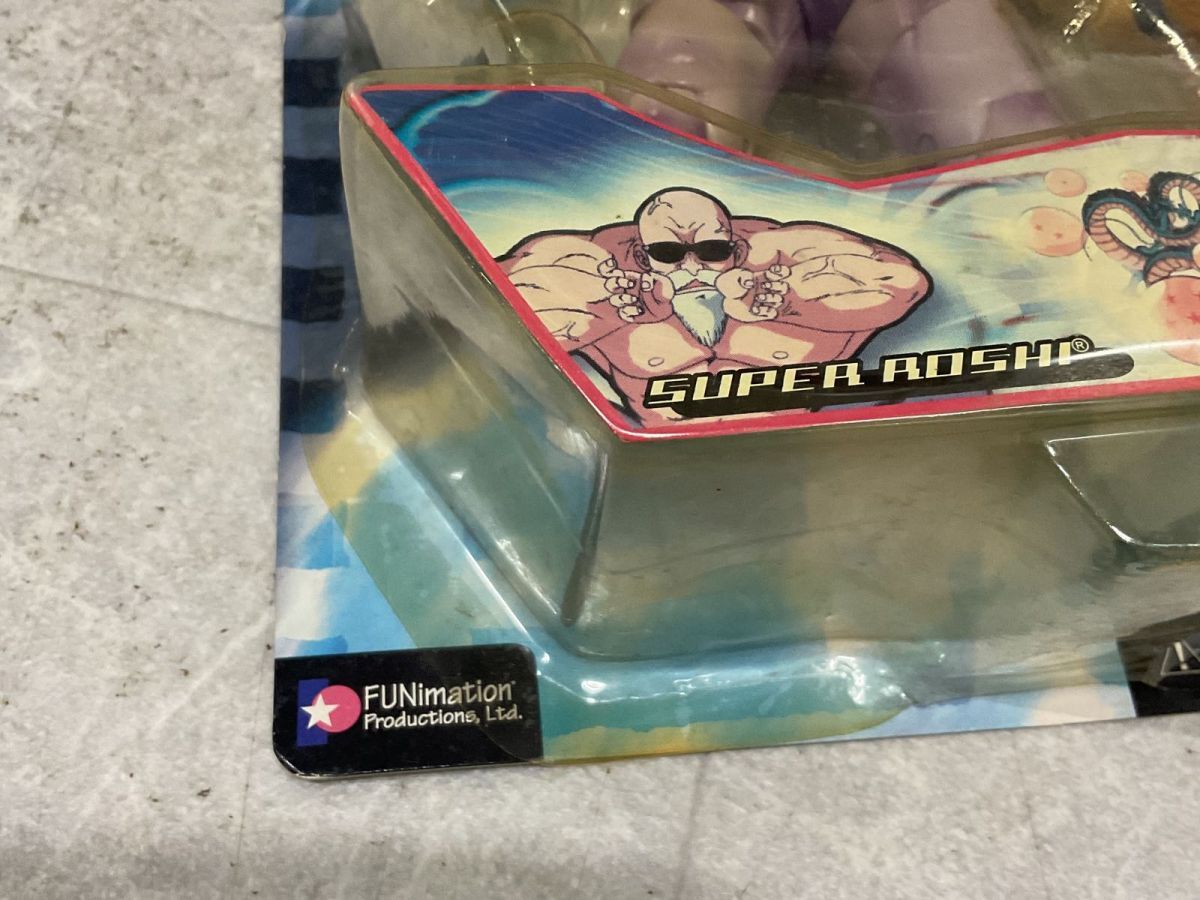 SUPER ROSHI®
FUNimation
Productions, Ltd.